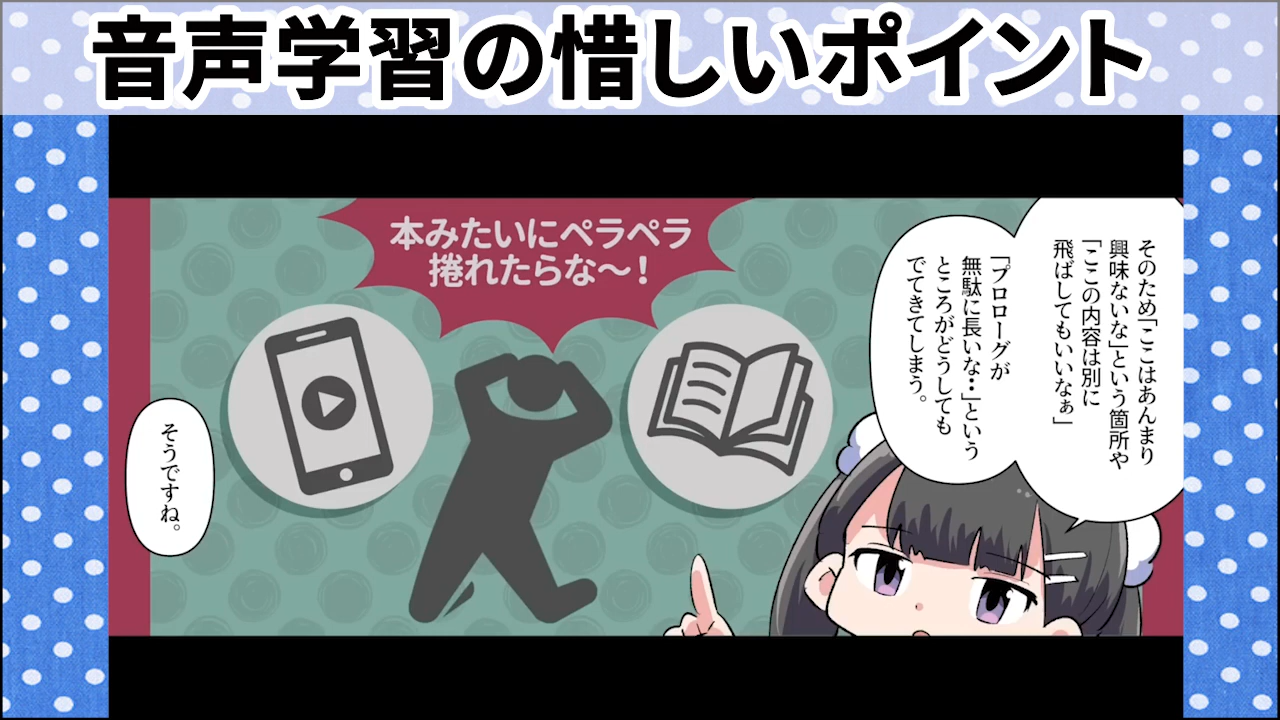 音声学習の惜しいポイント
本みたいにペラペラ
捲れたらな～！
そのため「ここはあんまり
興味ないな」という箇所や
「ここの内容は別に
飛ばしてもいいなぁ」
「プロローグが
無駄に長いな‥」という
ところがどうしても
でてきてしまう。
そうですね。